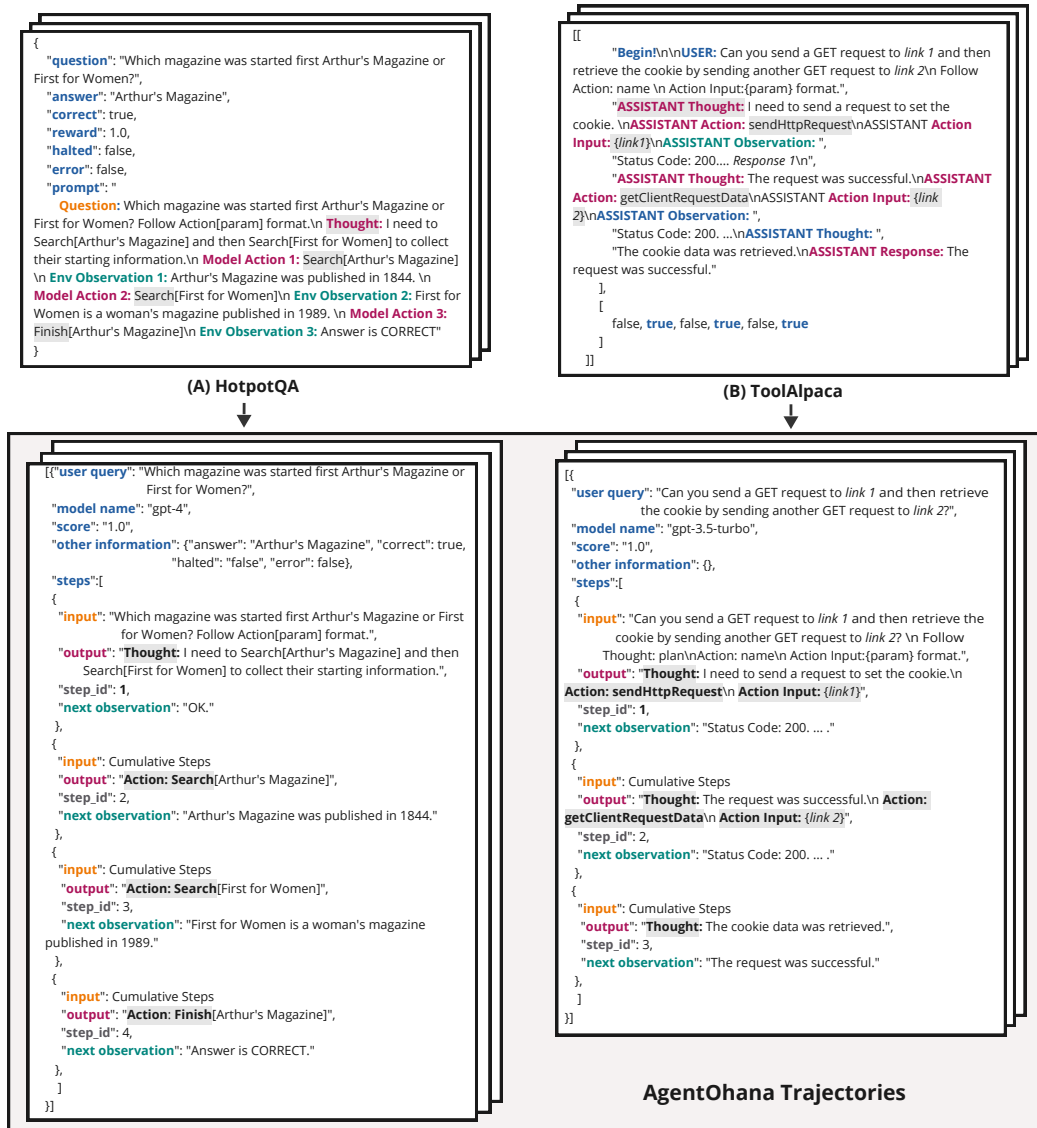 {
"question": "Which magazine was started first Arthur's Magazine or
First for Women?",
"answer": "Arthur's Magazine",
"correct": true,
"reward": 1.0,
"halted": false,
"error": false,
"prompt": "
Question: Which magazine was started first Arthur's Magazine or
First for Women? Follow Action[param] format.\n Thought: I need to
Search[Arthur's Magazine] and then Search[First for Women] to collect
their starting information.\n Model Action 1: Search[Arthur's Magazine]
\n Env Observation 1: Arthur's Magazine was published in 1844. \n
Model Action 2: Search[First for Women]\n Env Observation 2: First for
Women is a woman's magazine published in 1989. \n Model Action 3:
Finish[Arthur's Magazine]\n Env Observation 3: Answer is CORRECT"
}
(A) HotpotQA
[[
"Begin!\n\nUSER: Can you send a GET request to link 1 and then
retrieve the cookie by sending another GET request to link 2\n Follow
Action: name \n Action Input:{param} format.",
"ASSISTANT Thought: I need to send a request to set the
cookie. \nASSISTANT Action: sendHttpRequest\nASSISTANT Action
Input: {link1}\nASSISTANT Observation: ",
"Status Code: 200.... Response 1\n",
"ASSISTANT Thought: The request was successful.\nASSISTANT
Action: getClientRequestData\nASSISTANT Action Input: {link
2}\nASSISTANT Observation: ",
"Status Code: 200. ...\nASSISTANT Thought: ",
"The cookie data was retrieved.\nASSISTANT Response: The
request was successful."
],
[
false, true, false, true, false, true
]
]]
(B) ToolAlpaca
[{"user query": "Which magazine was started first Arthur's Magazine or
First for Women?",
"model name": "gpt-4",
"score": "1.0",
"other information": {"answer": "Arthur's Magazine", "correct": true,
"halted": "false", "error": false},
"steps":[
{
"input": "Which magazine was started first Arthur's Magazine or First
for Women? Follow Action[param] format.",
"output": "Thought: I need to Search[Arthur's Magazine] and then
Search[First for Women] to collect their starting information.",
"step_id": 1,
"next observation": "OK."
},
{
"input": Cumulative Steps
"output": "Action: Search[Arthur's Magazine]",
"step_id": 2,
"next observation": "Arthur's Magazine was published in 1844."
},
{
"input": Cumulative Steps
"output": "Action: Search[First for Women]",
"step_id": 3,
"next observation": "First for Women is a woman's magazine
published in 1989."
},
{
"input": Cumulative Steps
"output": "Action: Finish[Arthur's Magazine]",
"step_id": 4,
"next observation": "Answer is CORRECT."
},
]
}]
[{
"user query": "Can you send a GET request to link 1 and then retrieve
the cookie by sending another GET request to link 2?",
"model name": "gpt-3.5-turbo",
"score": "1.0",
"other information": {},
"steps":[
{
"input": "Can you send a GET request to link 1 and then retrieve the
cookie by sending another GET request to link 2? \n Follow
Thought: plan\nAction: name\n Action Input:{param} format.",
"output": "Thought: I need to send a request to set the cookie.\n
Action: sendHttpRequest\n Action Input: {link1}",
"step_id": 1,
"next observation": "Status Code: 200. ... ."
},
{
"input": Cumulative Steps
"output": "Thought: The request was successful.\n Action:
getClientRequestData\n Action Input: {link 2}",
"step_id": 2,
"next observation": "Status Code: 200. ... ."
},
{
"input": Cumulative Steps
"output": "Thought: The cookie data was retrieved.",
"step_id": 3,
"next observation": "The request was successful."
},
]
}]
AgentOhana Trajectories